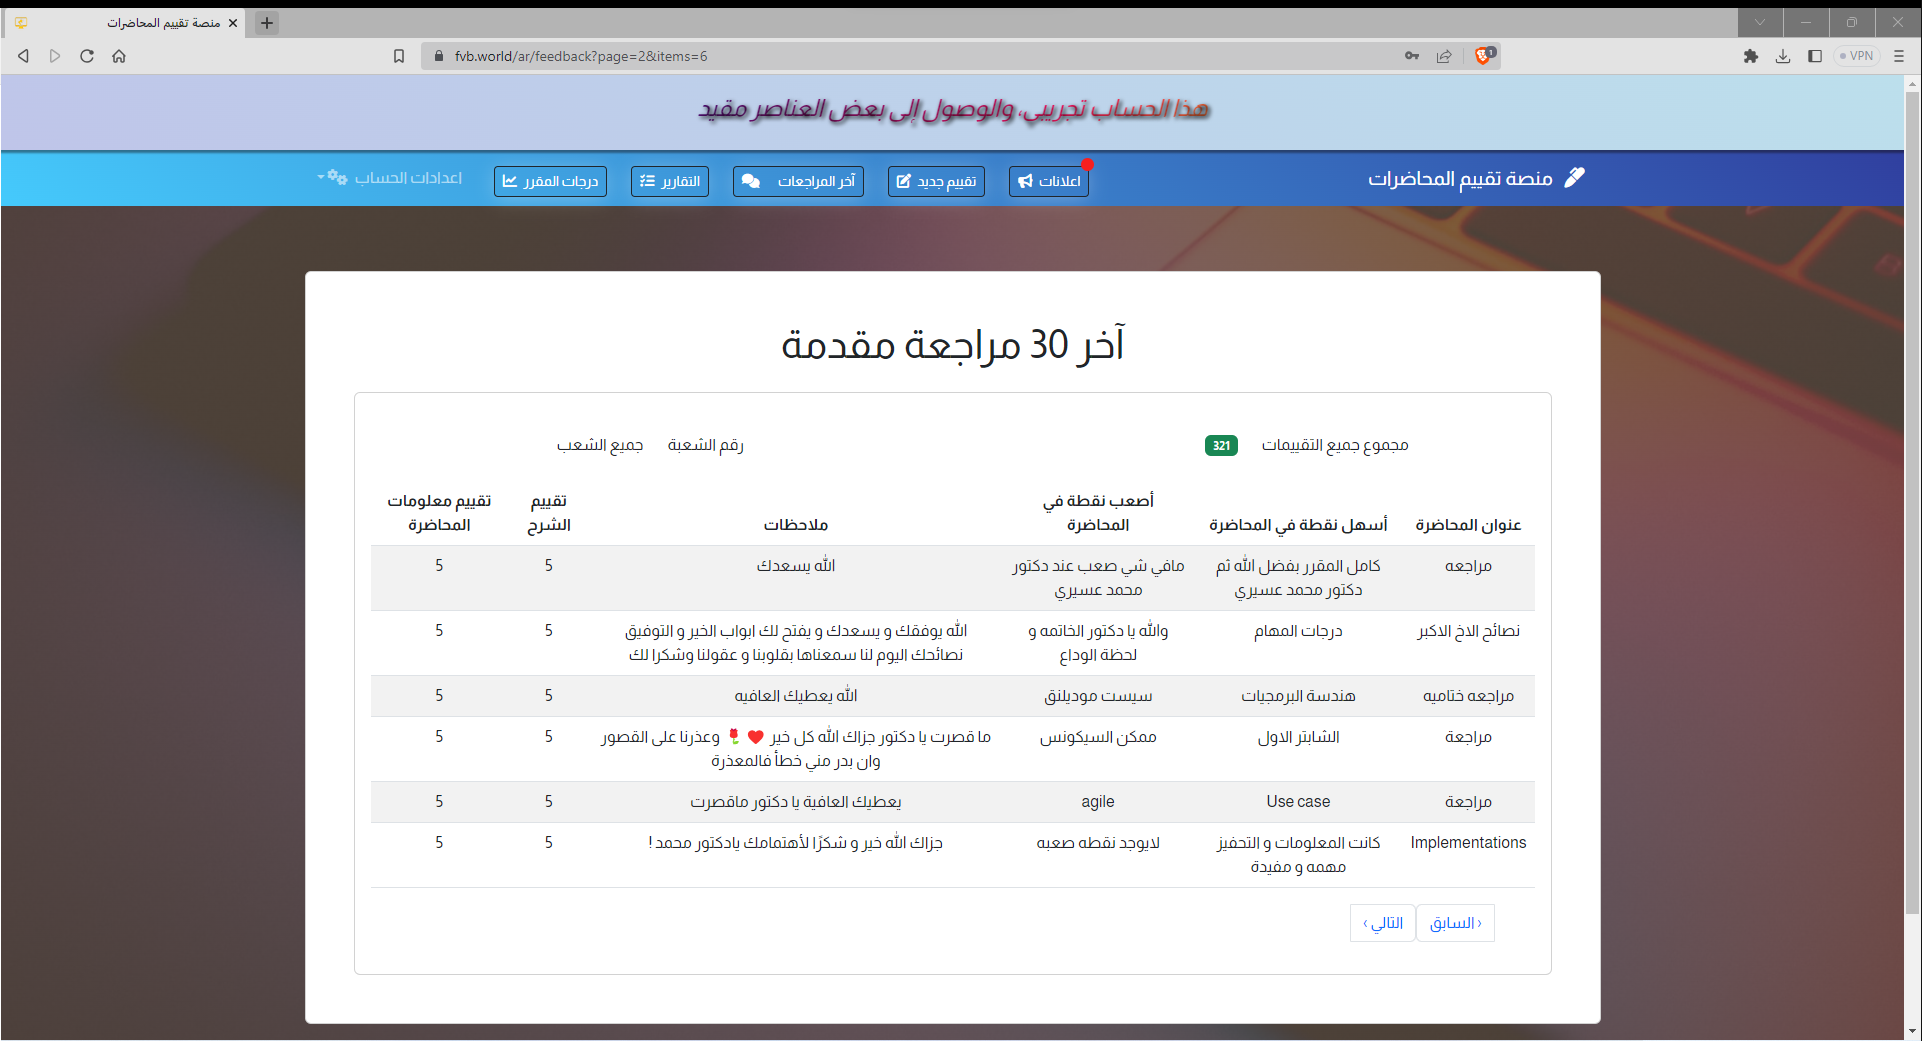 منصة تقييم المحاضرات
fvb.world/ar/feedback?page=2&items=6
1
VPN
هذا الحساب تجريبي، والوصول إلى بعض العناصر مقيد
منصة تقييم المحاضرات
اعلانات
تقييم جديد
آخر المراجعات
التقارير
درجات المقرر
اعدادات الحساب
آخر 30 مراجعة مقدمة
مجموع جميع التقييمات 321 رقم الشعبة جميع الشعب
عنوان المحاضرة
أسهل نقطة في المحاضرة
أصعب نقطة في
المحاضرة
ملاحظات
تقييم
الشرح
تقييم معلومات
المحاضرة
مراجعه
كامل المقرر بفضل الله ثم
دكتور محمد عسيري
مافي شي صعب عند دكتور
محمد عسيري
الله يسعدك
5
5
نصائح الاخ الاكبر
درجات المهام
والله يا دكتور الخاتمه و
لحظة الوداع
الله يوفقك و يسعدك و يفتح لك ابواب الخير و التوفيق
نصائحك اليوم لنا سمعناها بقلوبنا و عقولنا وشكرا لك
5
5
مراجعه ختاميه
هندسة البرمجيات
سيست موديلنق
الله يعطيك العافيه
5
5
مراجعة
الشابتر الاول
ممكن السيكونس
ما قصرت يا دكتور جزاك الله كل خير ❤️ 🌷 وعذرنا على القصور
وان بدر مني خطأ فالمعذرة
5
5
مراجعة
Use case
agile
يعطيك العافية يا دكتور ماقصرت
5
5
Implementations
كانت المعلومات و التحفيز
مهمه و مفيدة
لايوجد نقطه صعبه
جزاك الله خير و شكرًا لأهتمامك يادكتور محمد !
5
5
‹ السابق
التالي ›